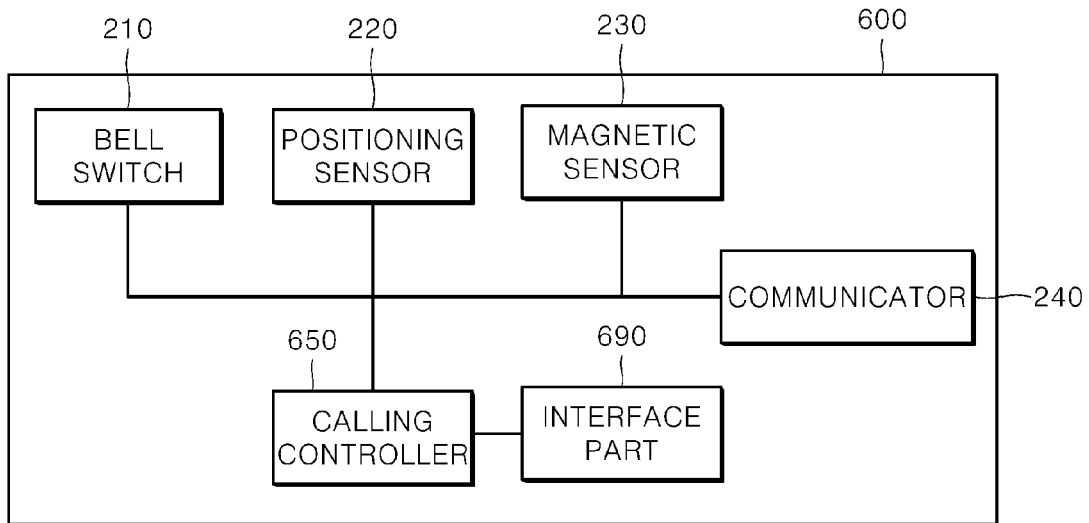 600
210
220
230
BELL
SWITCH
POSITIONING
SENSOR
MAGNETIC
SENSOR
COMMUNICATOR
240
650
690
CALLING
CONTROLLER
INTERFACE
PART